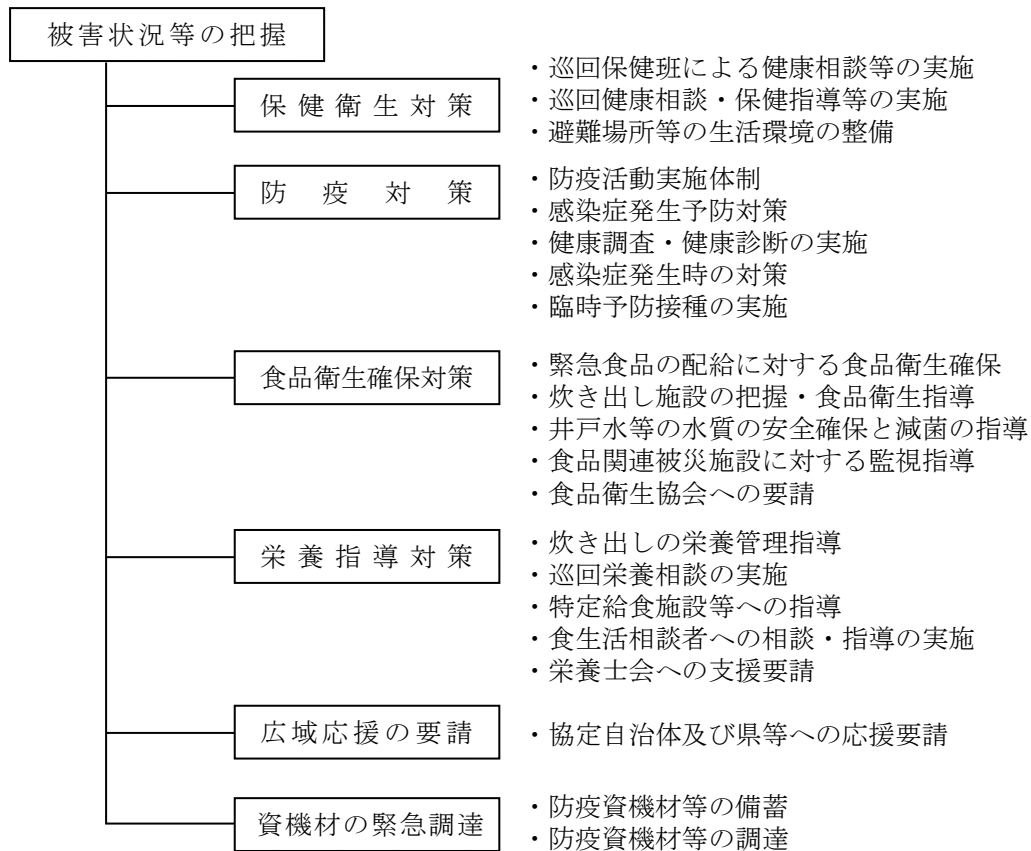 被害状況等の把握
保健衛生対策
・巡回保健班による健康相談等の実施
・巡回健康相談・保健指導等の実施
・避難場所等の生活環境の整備
防疫対策
・防疫活動実施体制
・感染症発生予防対策
・健康調査・健康診断の実施
・感染症発生時の対策
・臨時予防接種の実施
食品衛生確保対策
・緊急食品の配給に対する食品衛生確保
・炊き出し施設の把握・食品衛生指導
・井戸水等の水質の安全確保と減菌の指導
・食品関連被災施設に対する監視指導
・食品衛生協会への要請
栄養指導対策
・炊き出しの栄養管理指導
・巡回栄養相談の実施
・特定給食施設等への指導
・食生活相談者への相談・指導の実施
・栄養士会への支援要請
広域応援の要請
・協定自治体及び県等への応援要請
資機材の緊急調達
・防疫資機材等の備蓄
・防疫資機材等の調達